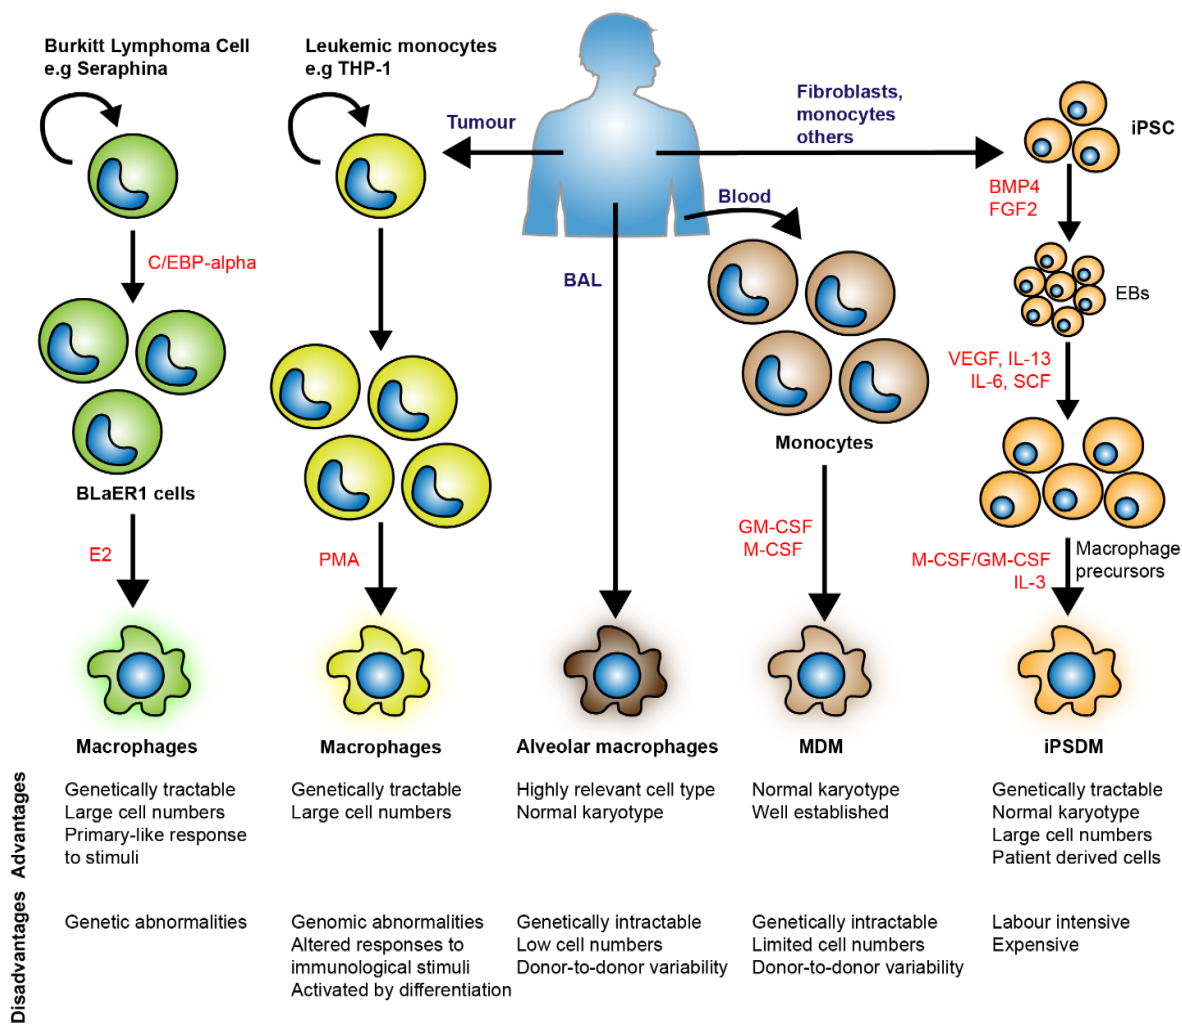 Burkitt Lymphoma Cell
e.g Seraphina
Leukemic monocytes
e.g THP-1
Tumour
Fibroblasts,
monocytes
others
iPSC
BMP4
FGF2
Blood
C/EBP-alpha
BAL
EBs
VEGF, IL-13
IL-6, SCF
Monocytes
BLaER1 cells
E2
PMA
GM-CSF
M-CSF
M-CSF/GM-CSF
IL-3
Macrophage
precursors
Macrophages
Macrophages
Alveolar macrophages
MDM
iPSDM
Advantages
Genetically tractable
Large cell numbers
Primary-like response
to stimuli
Genetically tractable
Large cell numbers
Highly relevant cell type
Normal karyotype
Normal karyotype
Well established
Genetically tractable
Normal karyotype
Large cell numbers
Patient derived cells
Disadvantages
Genetic abnormalities
Genomic abnormalities
Altered responses to
immunological stimuli
Activated by differentiation
Genetically intractable
Low cell numbers
Donor-to-donor variability
Genetically intractable
Limited cell numbers
Donor-to-donor variability
Labour intensive
Expensive